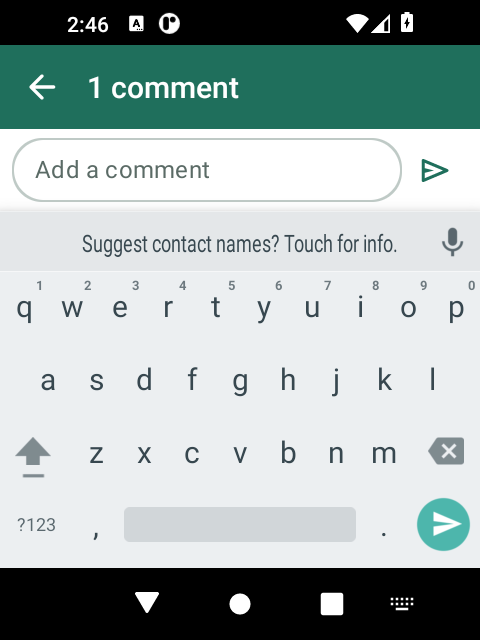 2:46
1 comment
Add a comment
Suggest contact names? Touch for info.
1 2 3 4 5 6 7 8 9 0
q w e r t y u i o p
a s d f g h j k l
z x c v b n m
?123 , .